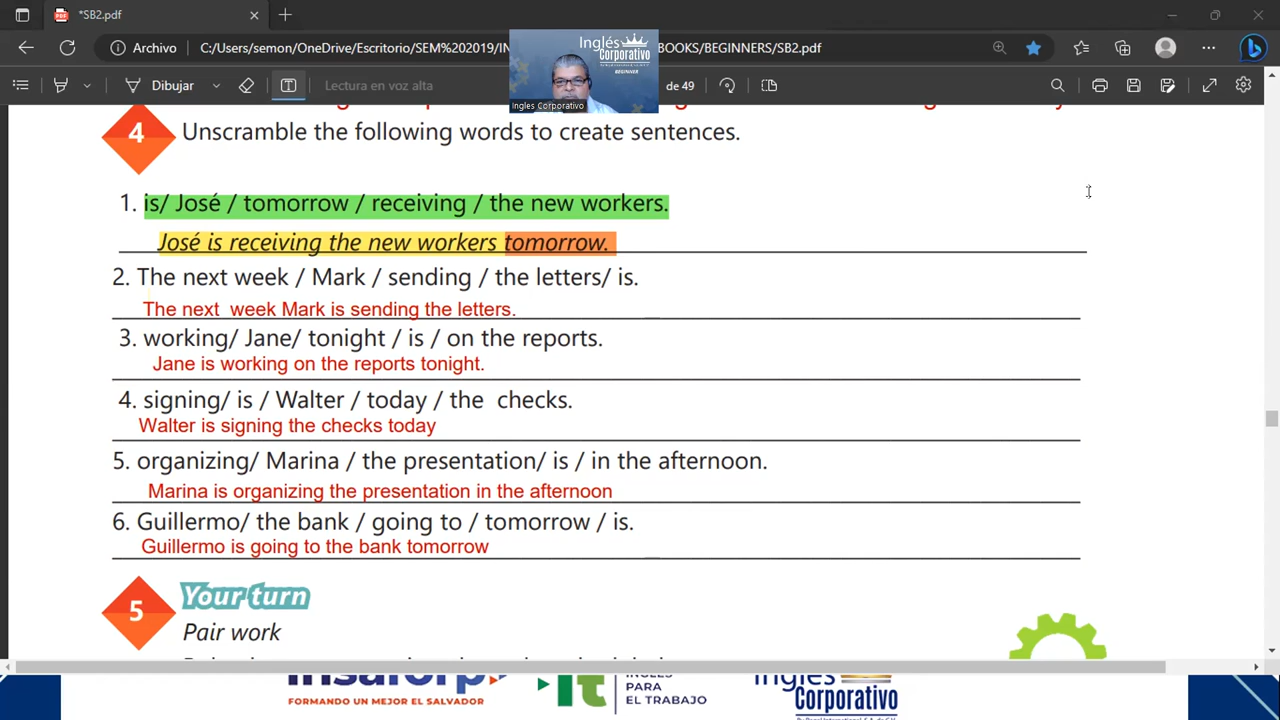 *SB2.pdf
Archivo C:/Users/semon/OneDrive/Escritorio/SEM%202019/IN BOOKS/BEGINNERS/SB2.pdf
Inglés
Corporativo
BEGINNER
Ingles Corporativo
Dibujar Lectura en voz alta de 49
4 Unscramble the following words to create sentences.
1. is/ José / tomorrow / receiving / the new workers.
José is receiving the new workers tomorrow.
2. The next week / Mark / sending / the letters/ is.
The next  week Mark is sending the letters.
3. working/ Jane/ tonight / is / on the reports.
Jane is working on the reports tonight.
4. signing/ is / Walter / today / the  checks.
Walter is signing the checks today
5. organizing/ Marina / the presentation/ is / in the afternoon.
Marina is organizing the presentation in the afternoon
6. Guillermo/ the bank / going to / tomorrow / is.
Guillermo is going to the bank tomorrow
5 Your turn
Pair work
insaforp
FORMANDO UN MEJOR EL SALVADOR
it
INGLÉS
PARA
EL TRABAJO
Inglés
Corporativo